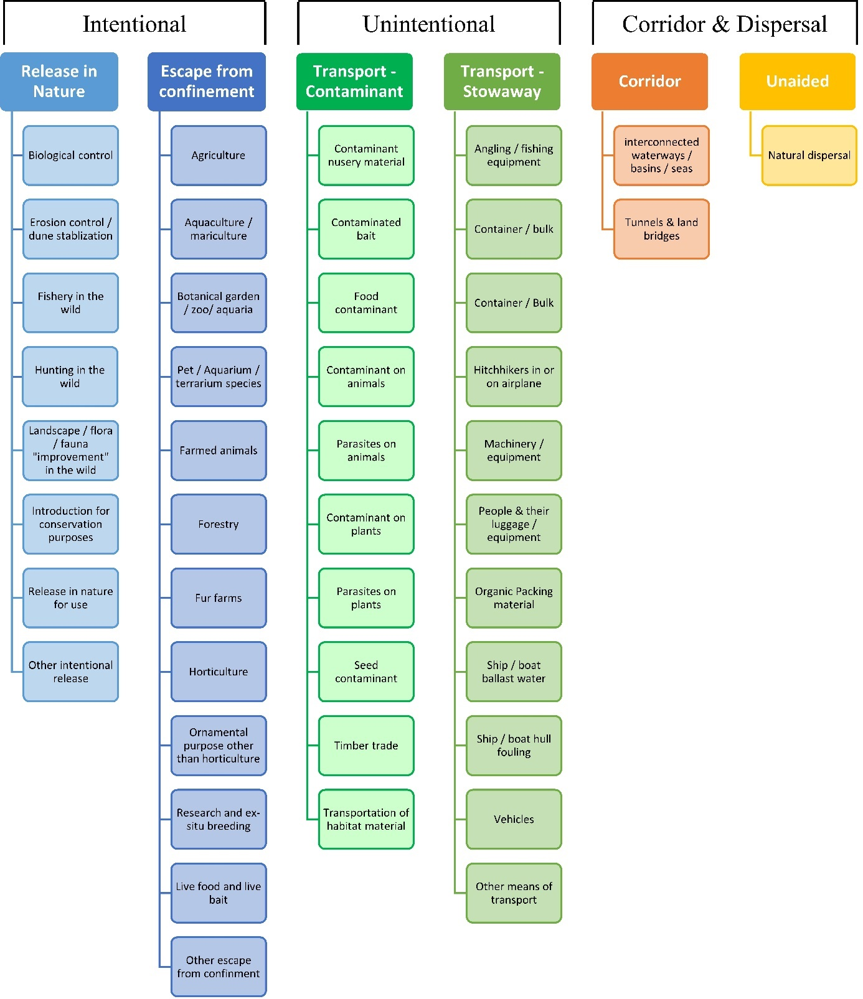 Intentional
Unintentional
Corridor & Dispersal
Release in
Nature
Biological control
Erosion control /
dune stablization
Fishery in the
wild
Hunting in the
wild
Landscape / flora
/ fauna
"improvement"
in the wild
Introduction for
conservation
purposes
Release in nature
for use
Other intentional
release
Escape from
confinement
Agriculture
Aquaculture /
mariculture
Botanical garden
/ zoo/ aquaria
Pet / Aquarium /
terrarium species
Farmed animals
Forestry
Fur farms
Horticulture
Ornamental
purpose other
than horticulture
Research and ex-
situ breeding
Live food and live
bait
Other escape
from confinment
Transport -
Contaminant
Contaminant
nusery material
Contaminated
bait
Food
contaminant
Contaminant on
animals
Parasites on
animals
Contaminant on
plants
Parasites on
plants
Seed
contaminant
Timber trade
Transportation of
habitat material
Transport -
Stowaway
Angling / fishing
equipment
Container / bulk
Container / Bulk
Hitchhikers in or
on airplane
Machinery /
equipment
People & their
luggage /
equipment
Organic Packing
material
Ship / boat
ballast water
Ship / boat hull
fouling
Vehicles
Other means of
transport
Corridor
interconnected
waterways /
basins / seas
Tunnels & land
bridges
Unaided
Natural dispersal